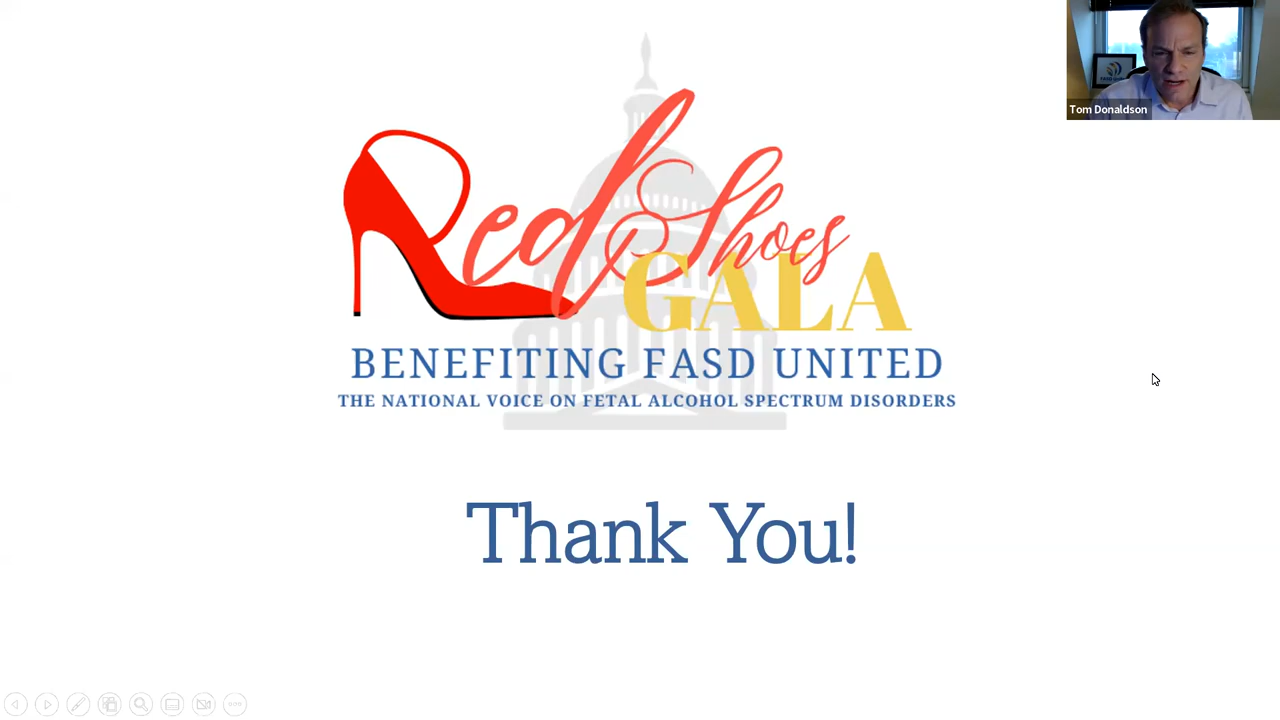 Red Shoes
GALA
BENEFITING FASD UNITED
THE NATIONAL VOICE ON FETAL ALCOHOL SPECTRUM DISORDERS
Thank You!
Tom Donaldson